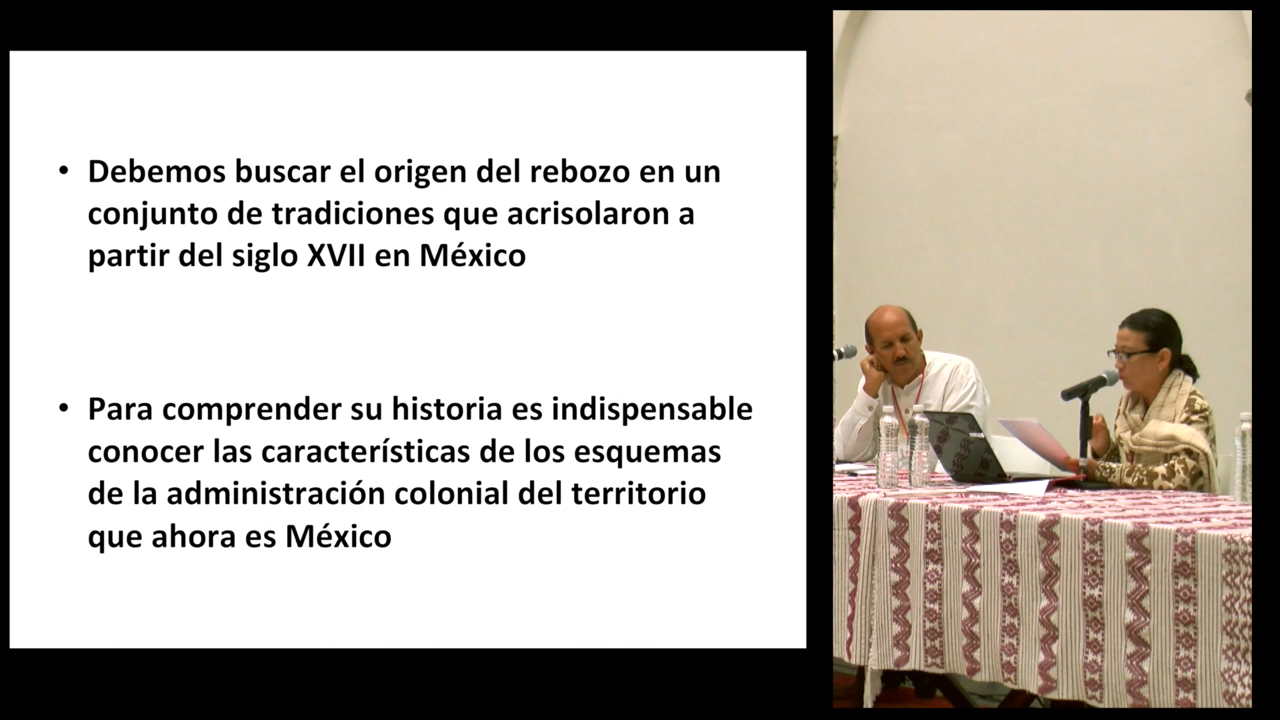 • Debemos buscar el origen del rebozo en un
conjunto de tradiciones que acrisolaron a
partir del siglo XVII en México
• Para comprender su historia es indispensable
conocer las características de los esquemas
de la administración colonial del territorio
que ahora es México